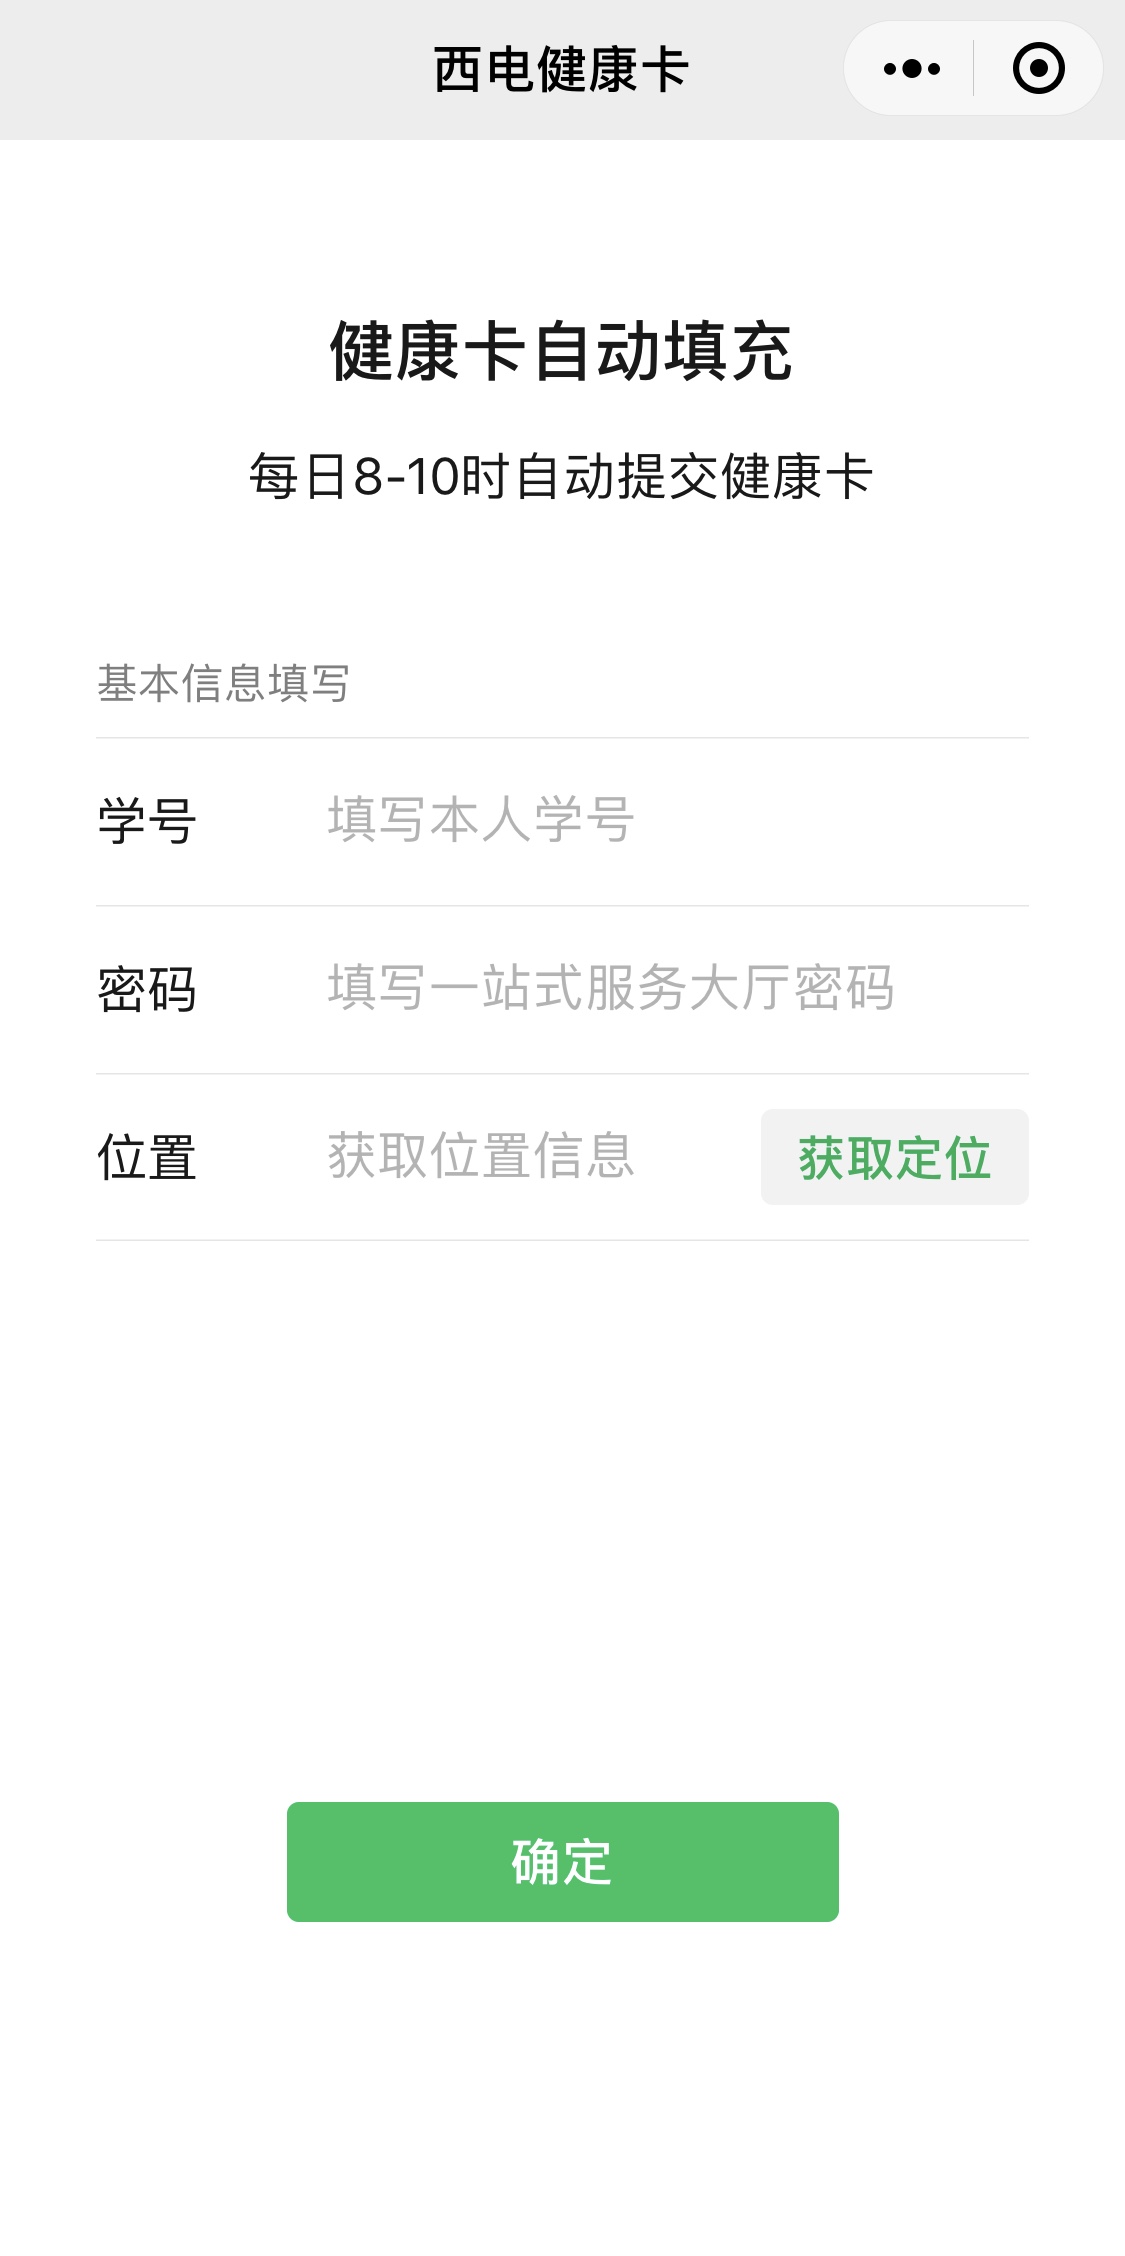 西电健康卡
健康卡自动填充
每日8-10时自动提交健康卡
基本信息填写
学号 填写本人学号
密码 填写一站式服务大厅密码
位置 获取位置信息 获取定位
确定